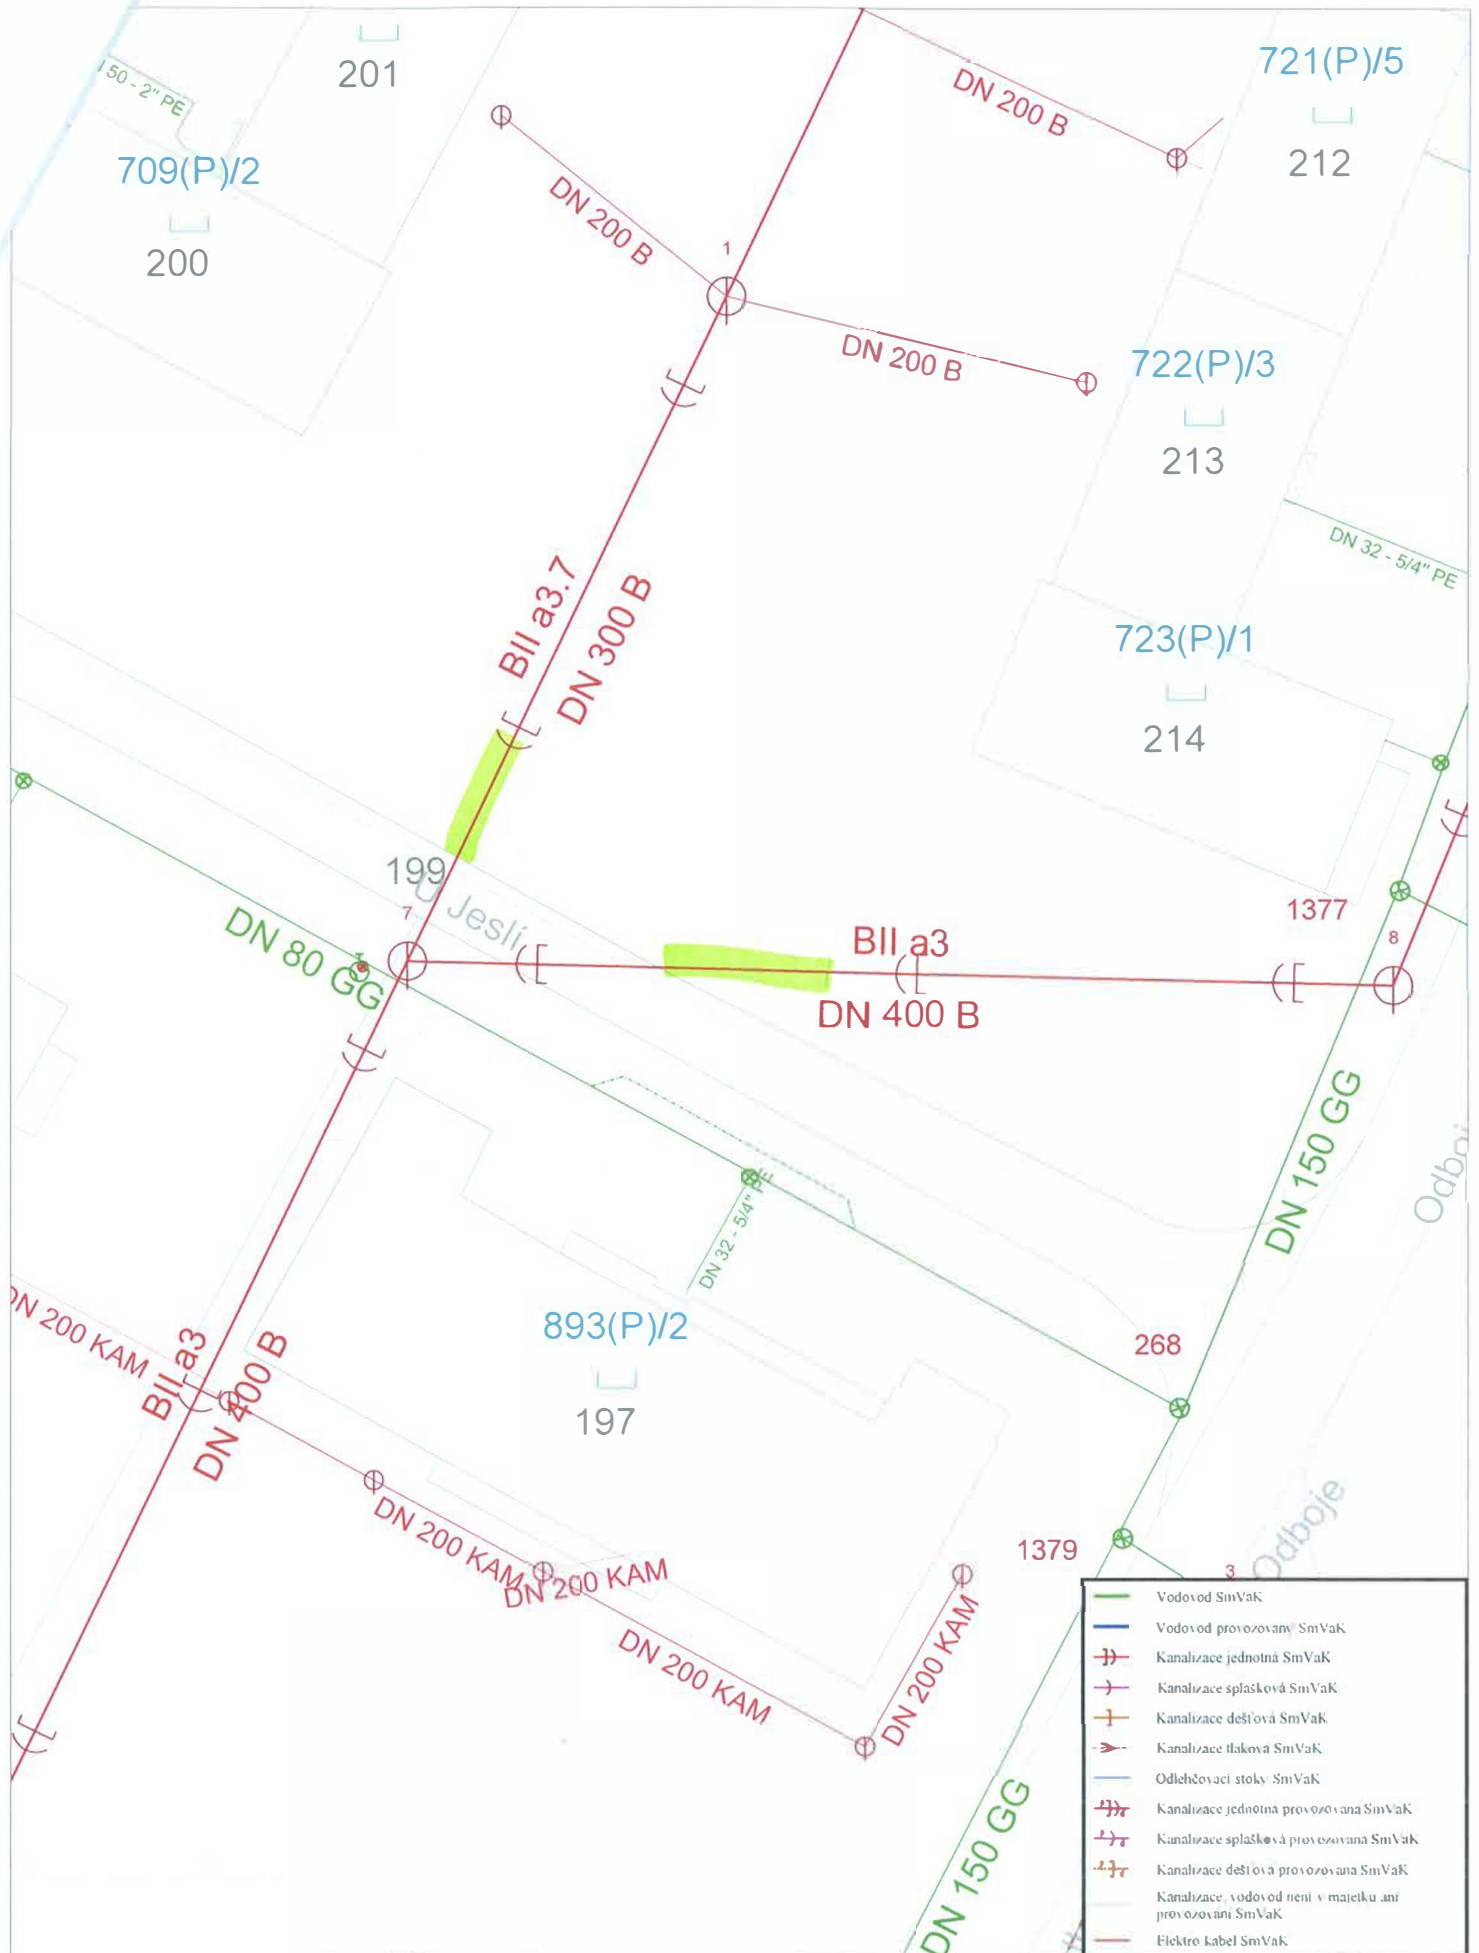 201
721(P)/5
50 - 2" PE
DN 200 B
212
709(P)/2
DN 200 B
200
1
DN 200 B
722(P)/3
213
DN 32 - 5/4" PE
BII a3.7
DN 300 B
723(P)/1
214
199
U Jeslí
7
1377
8
DN 80 GG
BII a3
DN 400 B
DN 150 GG
Odboj
DN 32 - 5/4" PE
893(P)/2
DN 200 KAM
BII a3
DN 400 B
268
197
DN 200 KAM
DN 200 KAM
1379
3
Odboje
DN 200 KAM
DN 200 KAM
DN 150 GG
Vodovod SmVaK
Vodovod provozovaný SmVaK
Kanalizace jednotná SmVaK
Kanalizace splašková SmVaK
Kanalizace dešťová SmVaK
Kanalizace tlaková SmVaK
Odlehčovací stoky SmVaK
Kanalizace jednotná provozovaná SmVaK
Kanalizace splašková provozovaná SmVaK
Kanalizace dešťová provozovaná SmVaK
Kanalizace, vodovod není v majetku ani
provozování SmVaK
Elektro kabel SmVaK